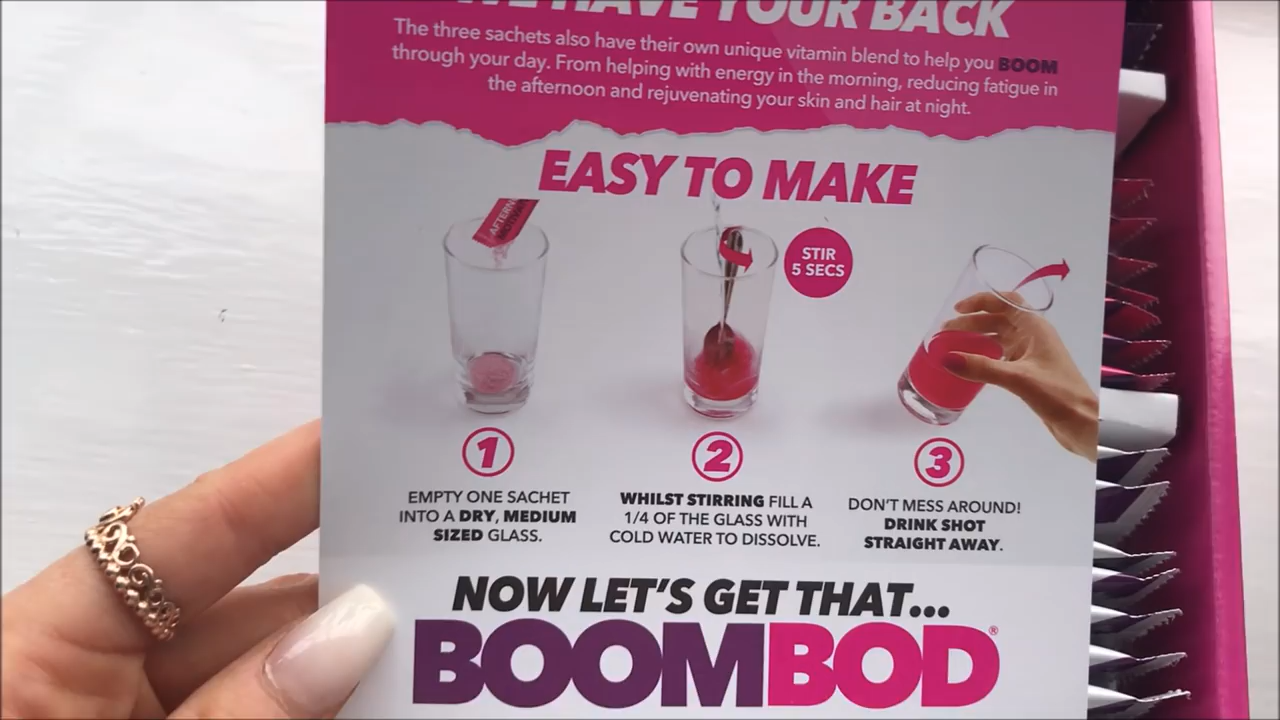 WE HAVE YOUR BACK
The three sachets also have their own unique vitamin blend to help you BOOM
through your day. From helping with energy in the morning, reducing fatigue in
the afternoon and rejuvenating your skin and hair at night.
EASY TO MAKE
STIR
5 SECS
1
2
3
EMPTY ONE SACHET
INTO A DRY, MEDIUM
SIZED GLASS.
WHILST STIRRING FILL A
1/4 OF THE GLASS WITH
COLD WATER TO DISSOLVE.
DON'T MESS AROUND!
DRINK SHOT
STRAIGHT AWAY.
NOW LET'S GET THAT...
BOOMBOD®